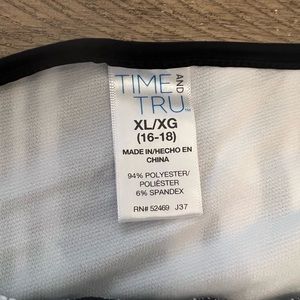 TIME AND
TRU
XL/XG
(16-18)
MADE IN/HECHO EN
CHINA
94% POLYESTER/
POLIÉSTER
6% SPANDEX
RN# 52469 J37